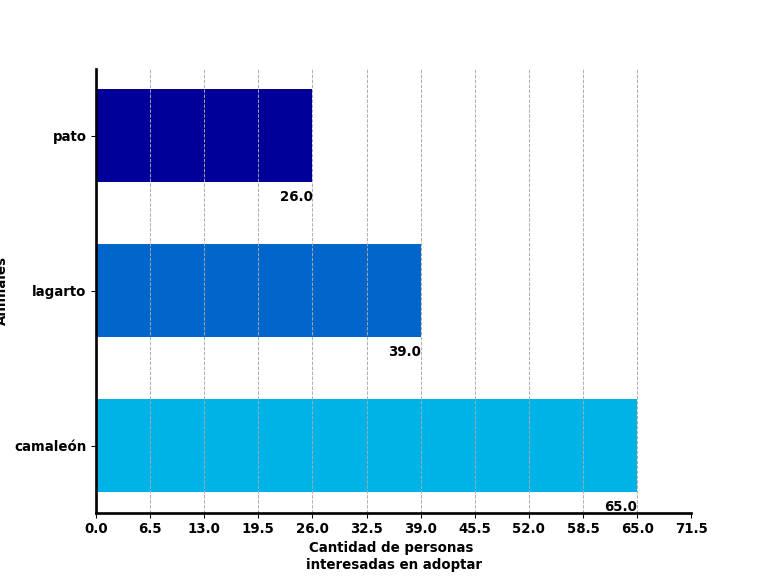 pato
26.0
lagarto
39.0
camaleón
65.0
0.0 6.5 13.0 19.5 26.0 32.5 39.0 45.5 52.0 58.5 65.0 71.5
Cantidad de personas
interesadas en adoptar
Animales